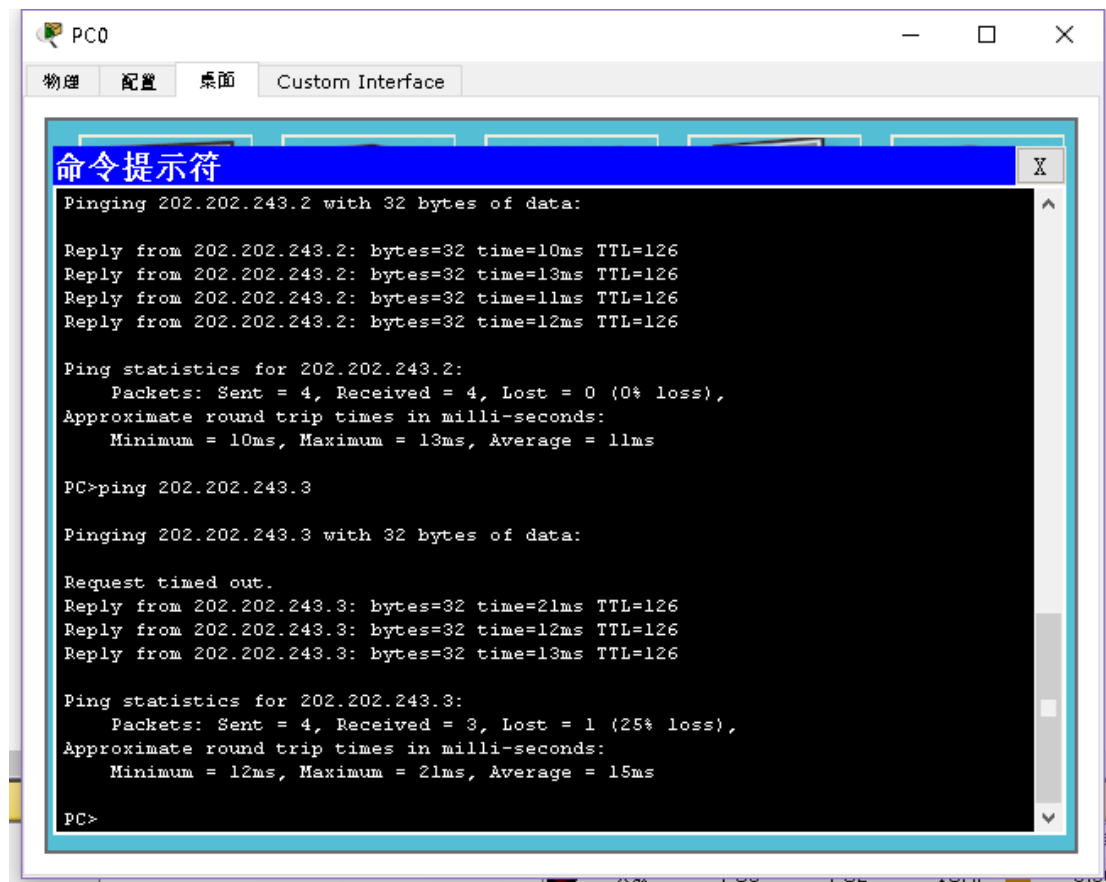 PC0
物理 配置 桌面 Custom Interface
命令提示符 X
Pinging 202.202.243.2 with 32 bytes of data:
Reply from 202.202.243.2: bytes=32 time=10ms TTL=126
Reply from 202.202.243.2: bytes=32 time=13ms TTL=126
Reply from 202.202.243.2: bytes=32 time=11ms TTL=126
Reply from 202.202.243.2: bytes=32 time=12ms TTL=126
Ping statistics for 202.202.243.2:
Packets: Sent = 4, Received = 4, Lost = 0 (0% loss),
Approximate round trip times in milli-seconds:
Minimum = 10ms, Maximum = 13ms, Average = 11ms
PC>ping 202.202.243.3
Pinging 202.202.243.3 with 32 bytes of data:
Request timed out.
Reply from 202.202.243.3: bytes=32 time=21ms TTL=126
Reply from 202.202.243.3: bytes=32 time=12ms TTL=126
Reply from 202.202.243.3: bytes=32 time=13ms TTL=126
Ping statistics for 202.202.243.3:
Packets: Sent = 4, Received = 3, Lost = 1 (25% loss),
Approximate round trip times in milli-seconds:
Minimum = 12ms, Maximum = 21ms, Average = 15ms
PC>